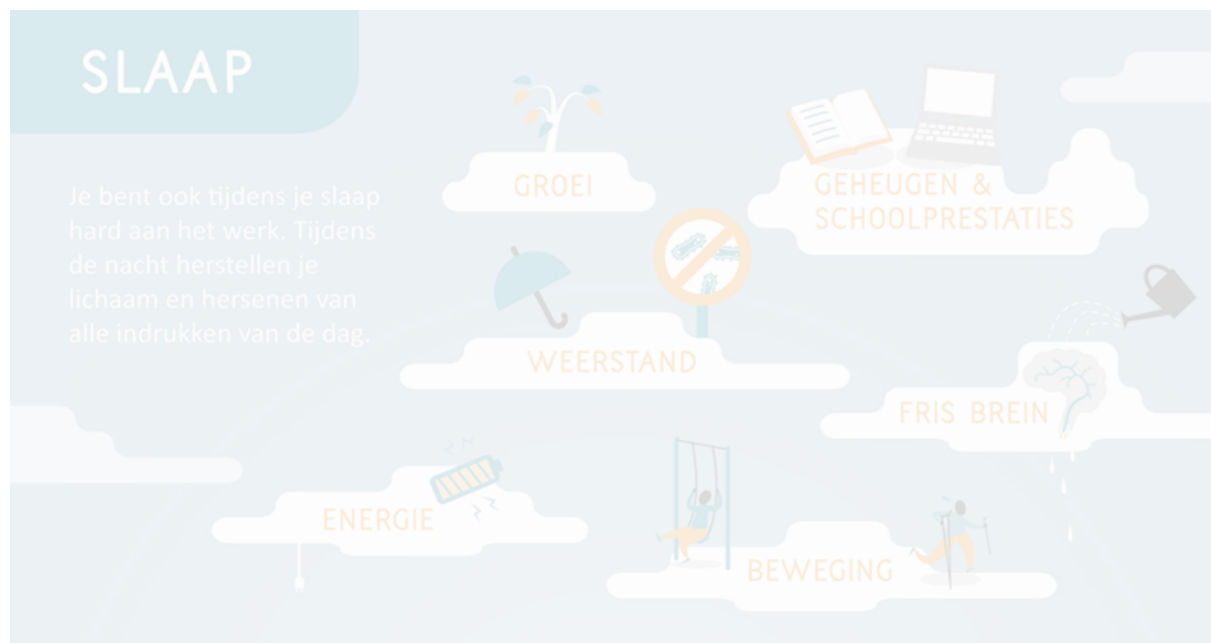 SLAAP
Je bent ook tijdens je slaap
hard aan het werk. Tijdens
de nacht herstellen je
lichaam en hersenen van
alle indrukken van de dag.
GROEI
GEHEUGEN &
SCHOOLPRESTATIES
WEERSTAND
FRIS BREIN
ENERGIE
BEWEGING